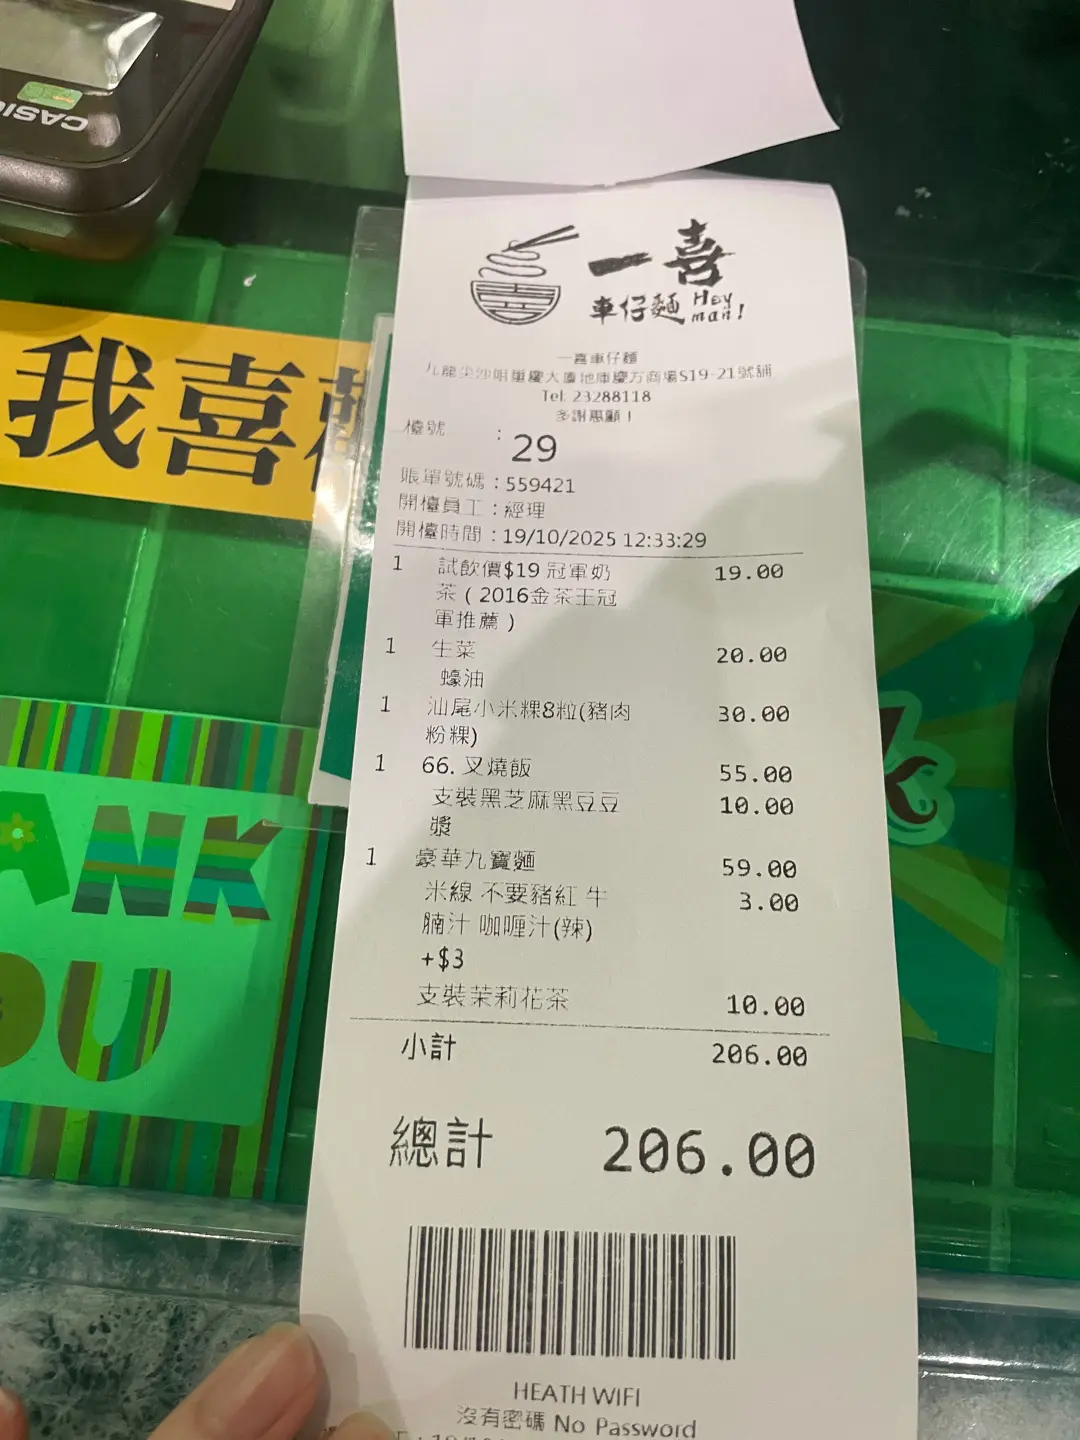 CASIO
我喜
ANK
OU
一喜
車仔麵 Hey man!
一喜車仔麵
九龍尖沙咀重慶大廈地庫慶方商場S19-21號舖
Tel: 23288118
多謝惠顧！
檯號 : 29
賬單號碼：559421
開檯員工：經理
開檯時間：19/10/2025 12:33:29
1 試飲價$19 冠軍奶 19.00
茶（2016金茶王冠
軍推薦）
1 生菜 20.00
蠔油
1 汕尾小米粿8粒(豬肉 30.00
粉粿)
1 66. 叉燒飯 55.00
支裝黑芝麻黑豆豆 10.00
漿
1 豪華九寶麵 59.00
米線 不要豬紅 牛 3.00
腩汁 咖喱汁(辣)
+$3
支裝茉莉花茶 10.00
小計 206.00
總計 206.00
HEATH WIFI
沒有密碼 No Password